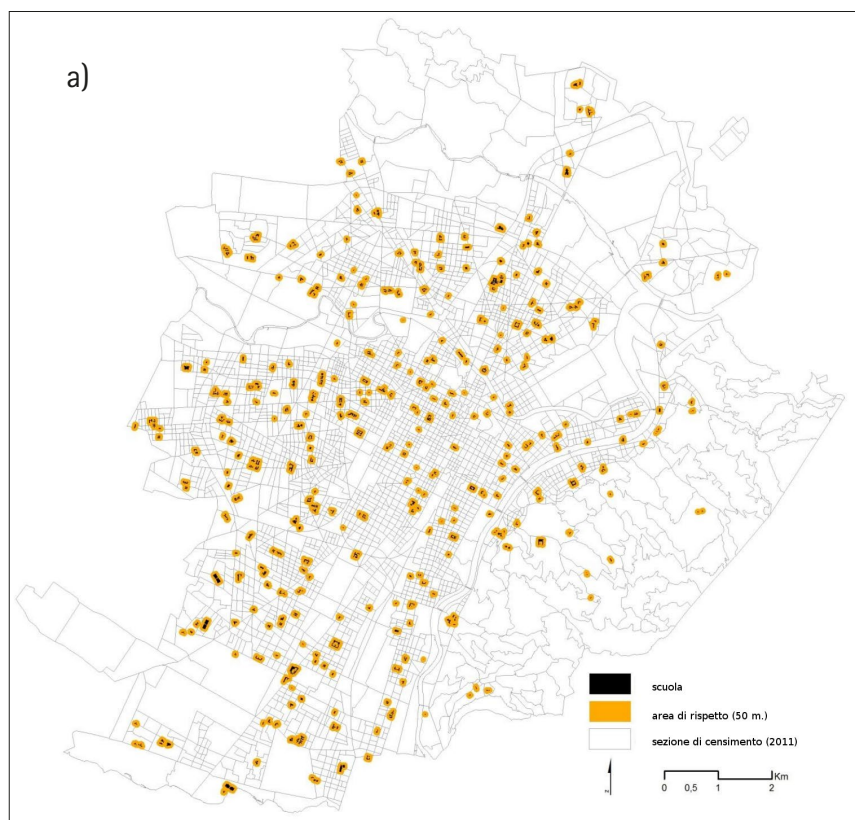 a)
scuola
area di rispetto (50 m.)
sezione di censimento (2011)
z
0 0,5 1 2 Km